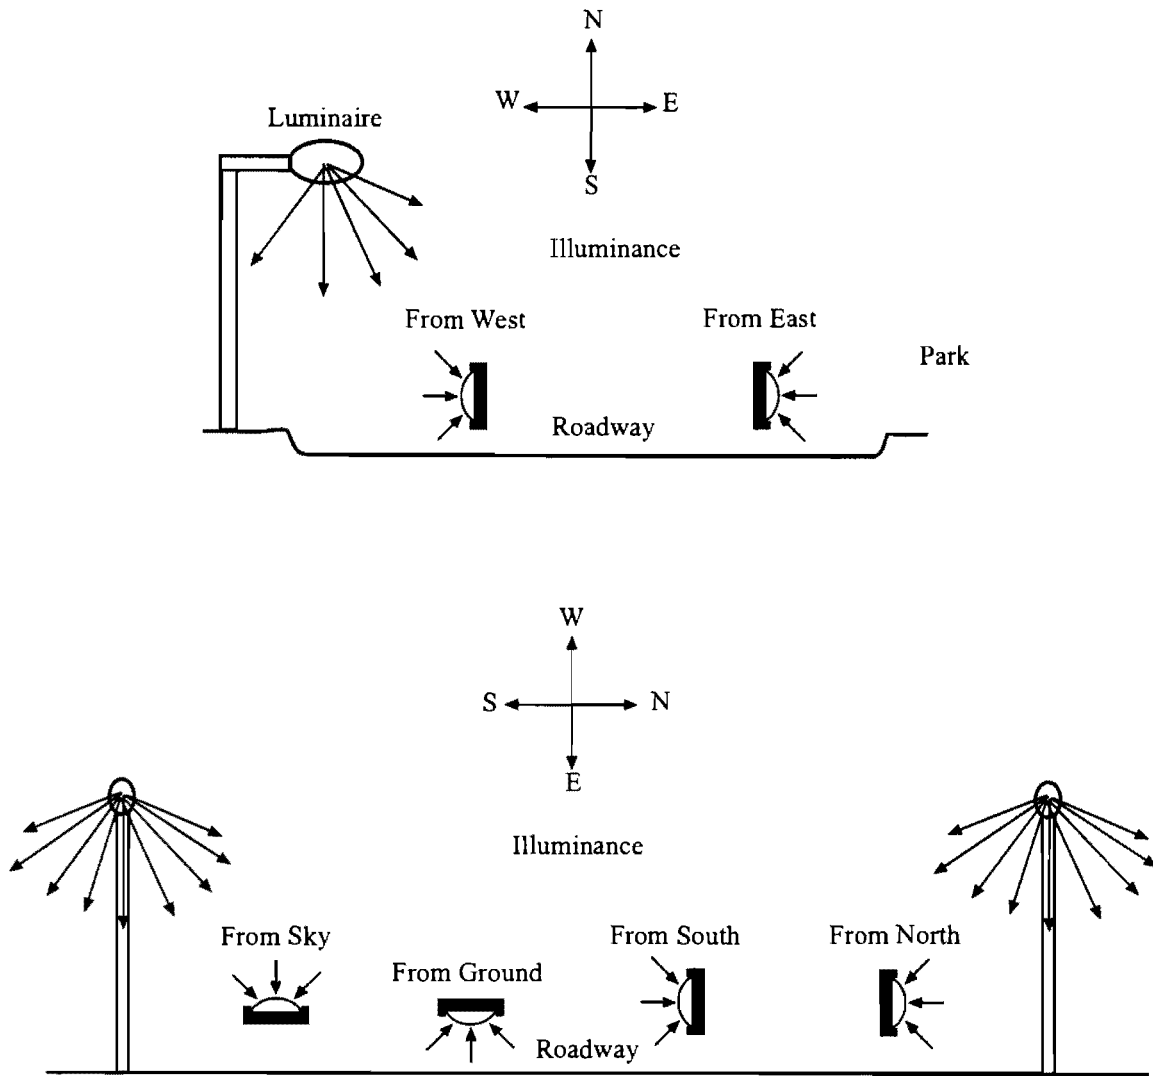 N
W E
Luminaire
S
Illuminance
From West
From East
Park
Roadway
W
S N
E
Illuminance
From Sky
From South
From North
From Ground
Roadway